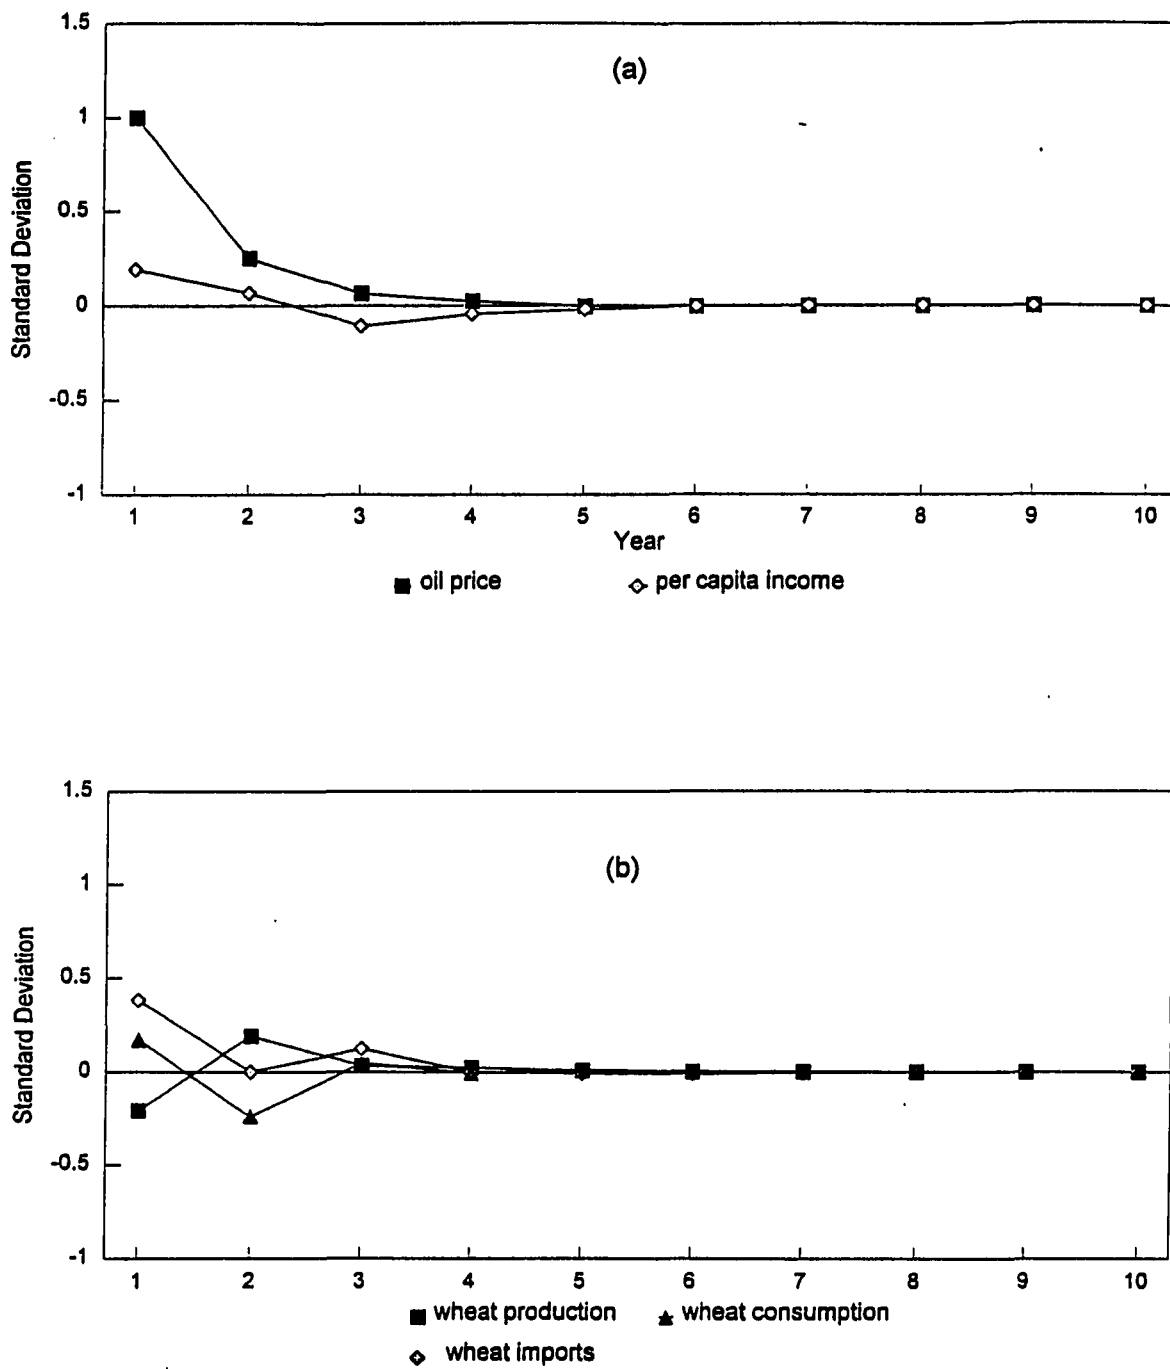 (a)
1.5
1
0.5
0
-0.5
-1
Standard Deviation
1 2 3 4 5 6 7 8 9 10
Year
oil price per capita income
(b)
1.5
1
0.5
0
-0.5
-1
Standard Deviation
1 2 3 4 5 6 7 8 9 10
wheat production wheat consumption
wheat imports